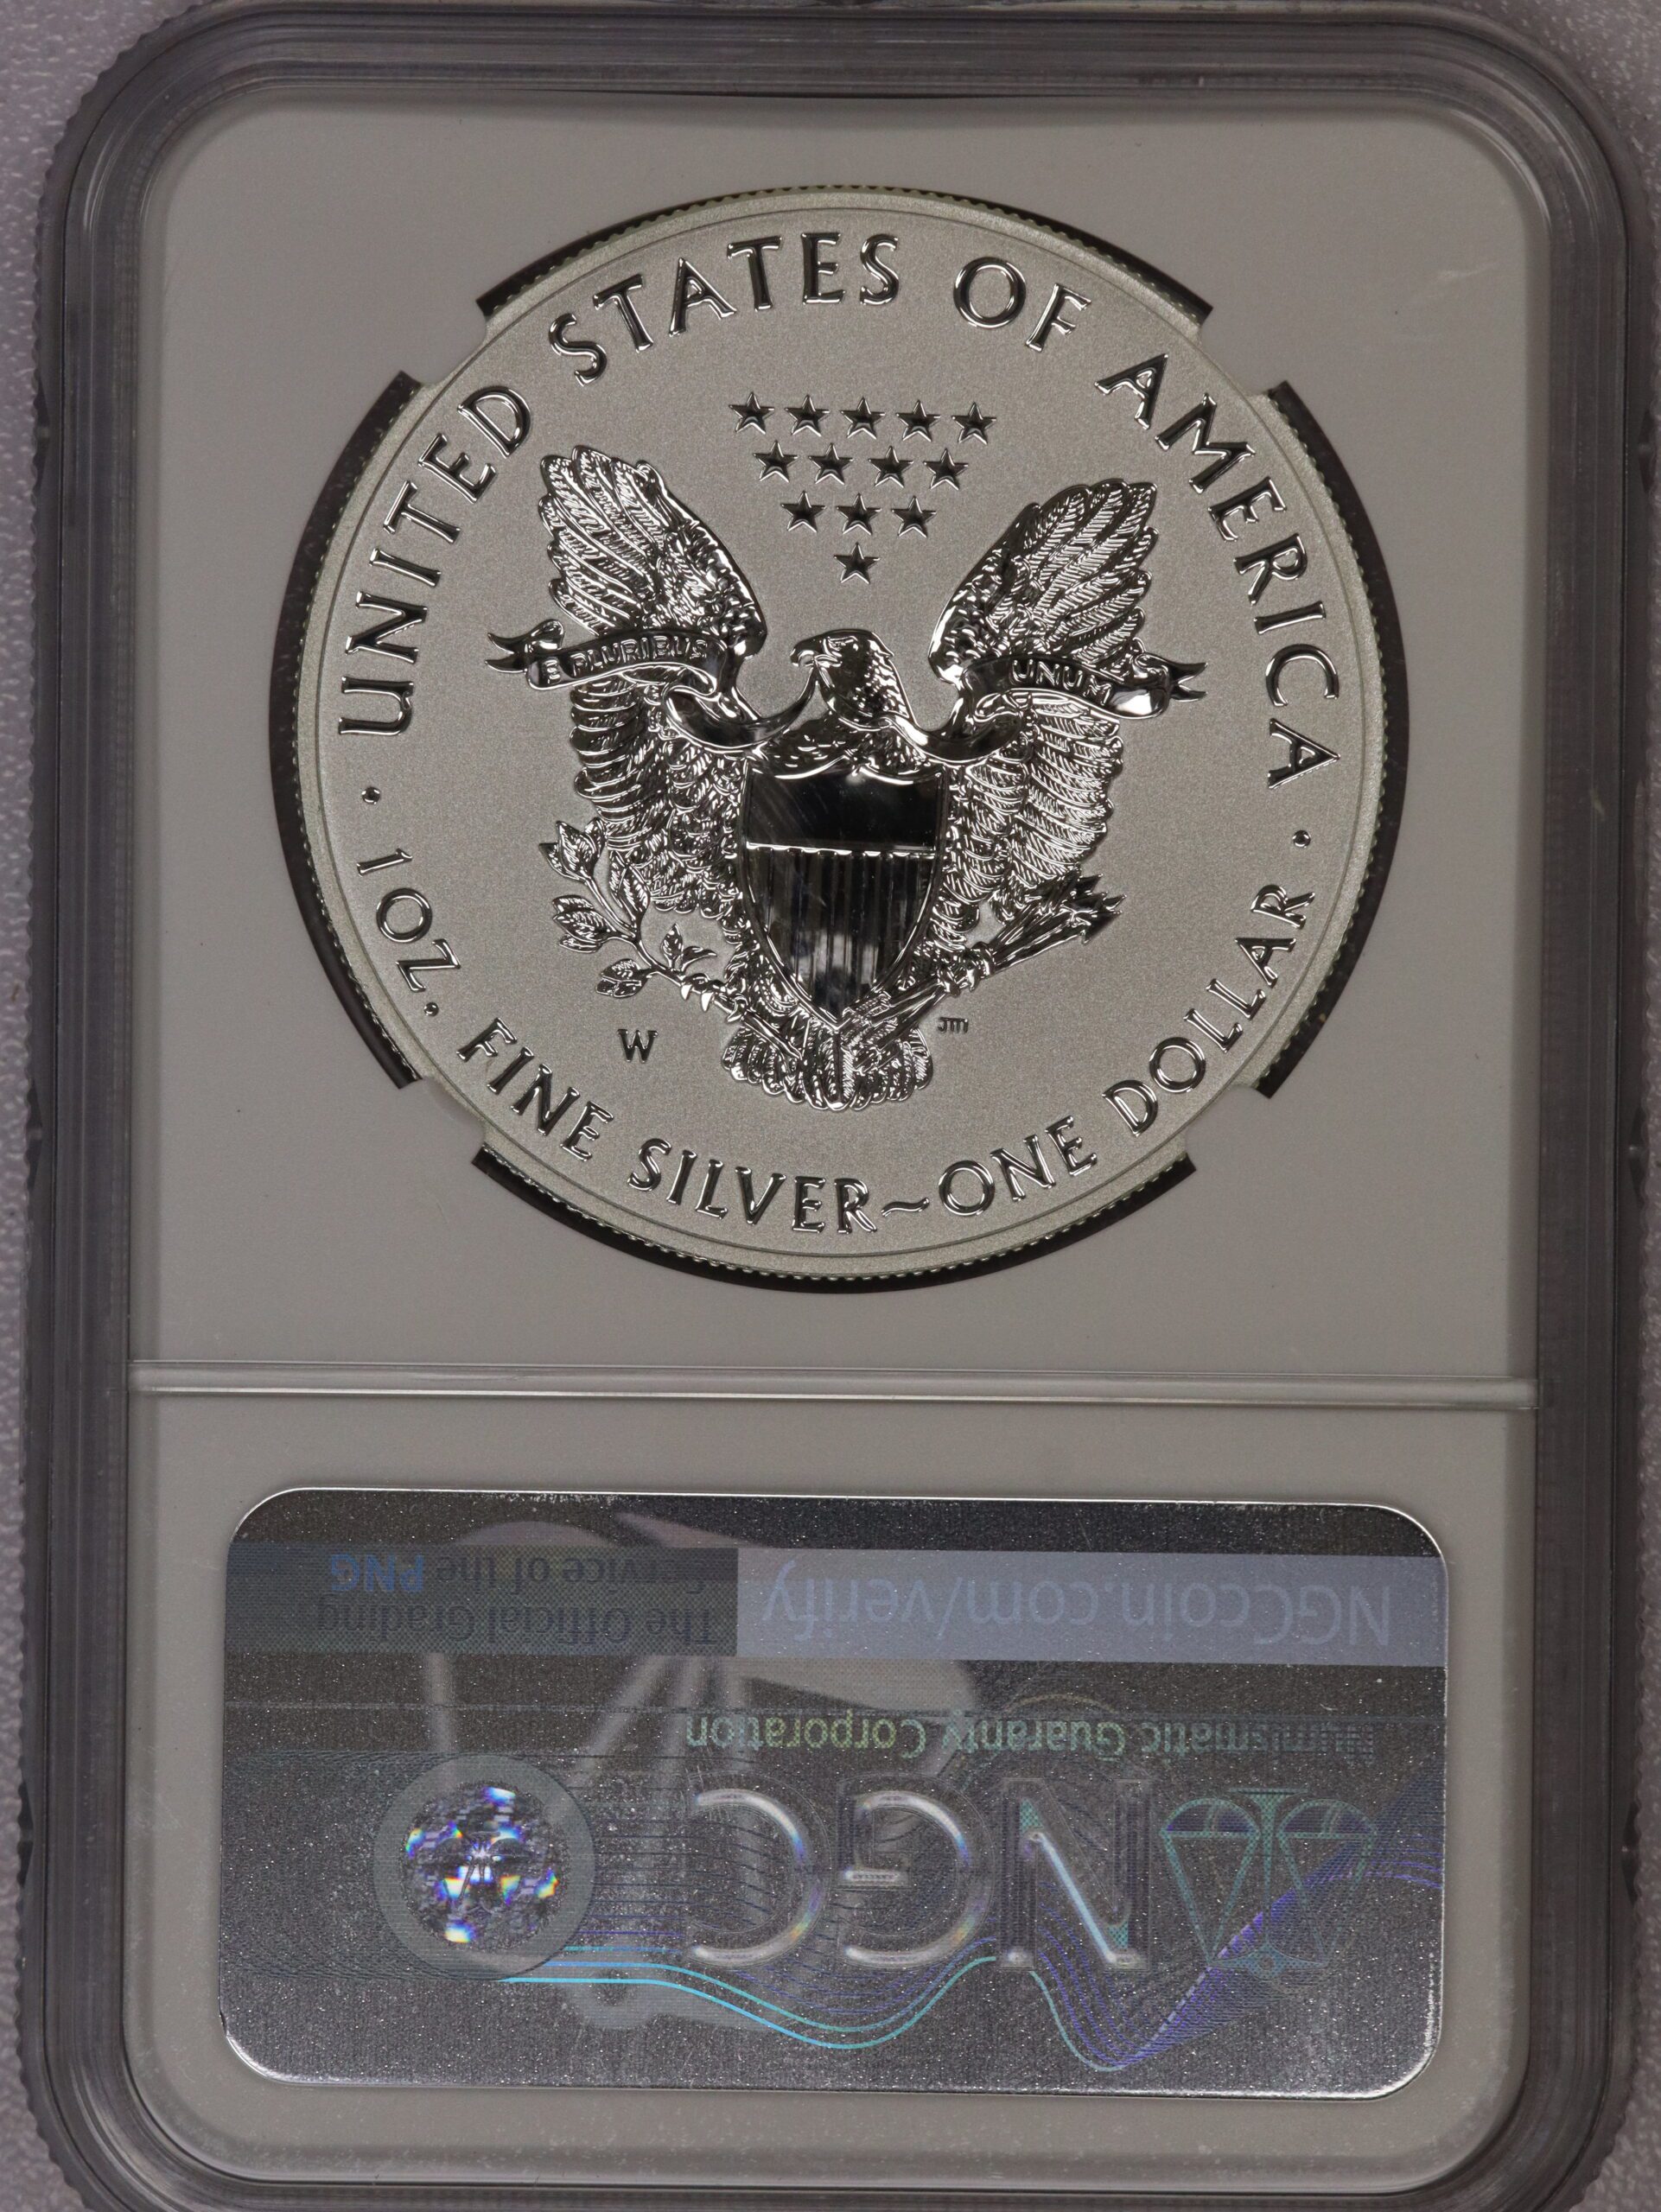 UNITED STATES OF AMERICA
E PLURIBUS UNUM
W
JM
· 1 OZ. FINE SILVER~ONE DOLLAR ·
NGC
Numismatic Guaranty Corporation
NGCcoin.com/verify
The Official Grading
Service of the PNG